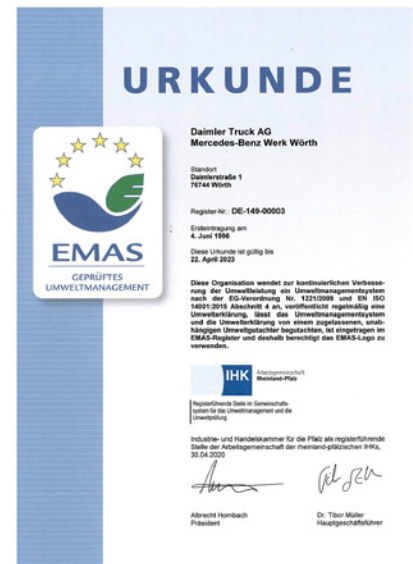 URKUNDE
EMAS
GEPRÜFTES
UMWELTMANAGEMENT
Daimler Truck AG
Mercedes-Benz Werk Wörth
Standort
Daimlerstraße 1
76744 Wörth
Register-Nr.: DE-149-00003
Ersteintragung am
4. Juni 1996
Diese Urkunde ist gültig bis
22. April 2023
Diese Organisation wendet zur kontinuierlichen Verbesse-
rung der Umweltleistung ein Umweltmanagementsystem
nach der EG-Verordnung Nr. 1221/2009 und EN ISO
14001:2015 Abschnitt 4 an, veröffentlicht regelmäßig eine
Umwelterklärung, lässt das Umweltmanagementsystem
und die Umwelterklärung von einem zugelassenen, unab-
hängigen Umweltgutachter begutachten, ist eingetragen im
EMAS-Register und deshalb berechtigt das EMAS-Logo zu
verwenden.
IHK
Arbeitsgemeinschaft
Rheinland-Pfalz
Registerführende Stelle im Gemeinschafts-
system für das Umweltmanagement und die
Umweltprüfung
Industrie- und Handelskammer für die Pfalz als registerführende
Stelle der Arbeitsgemeinschaft der rheinland-pfälzischen IHKs,
30.04.2020
Albrecht Hornbach
Präsident
Dr. Tibor Müller
Hauptgeschäftsführer